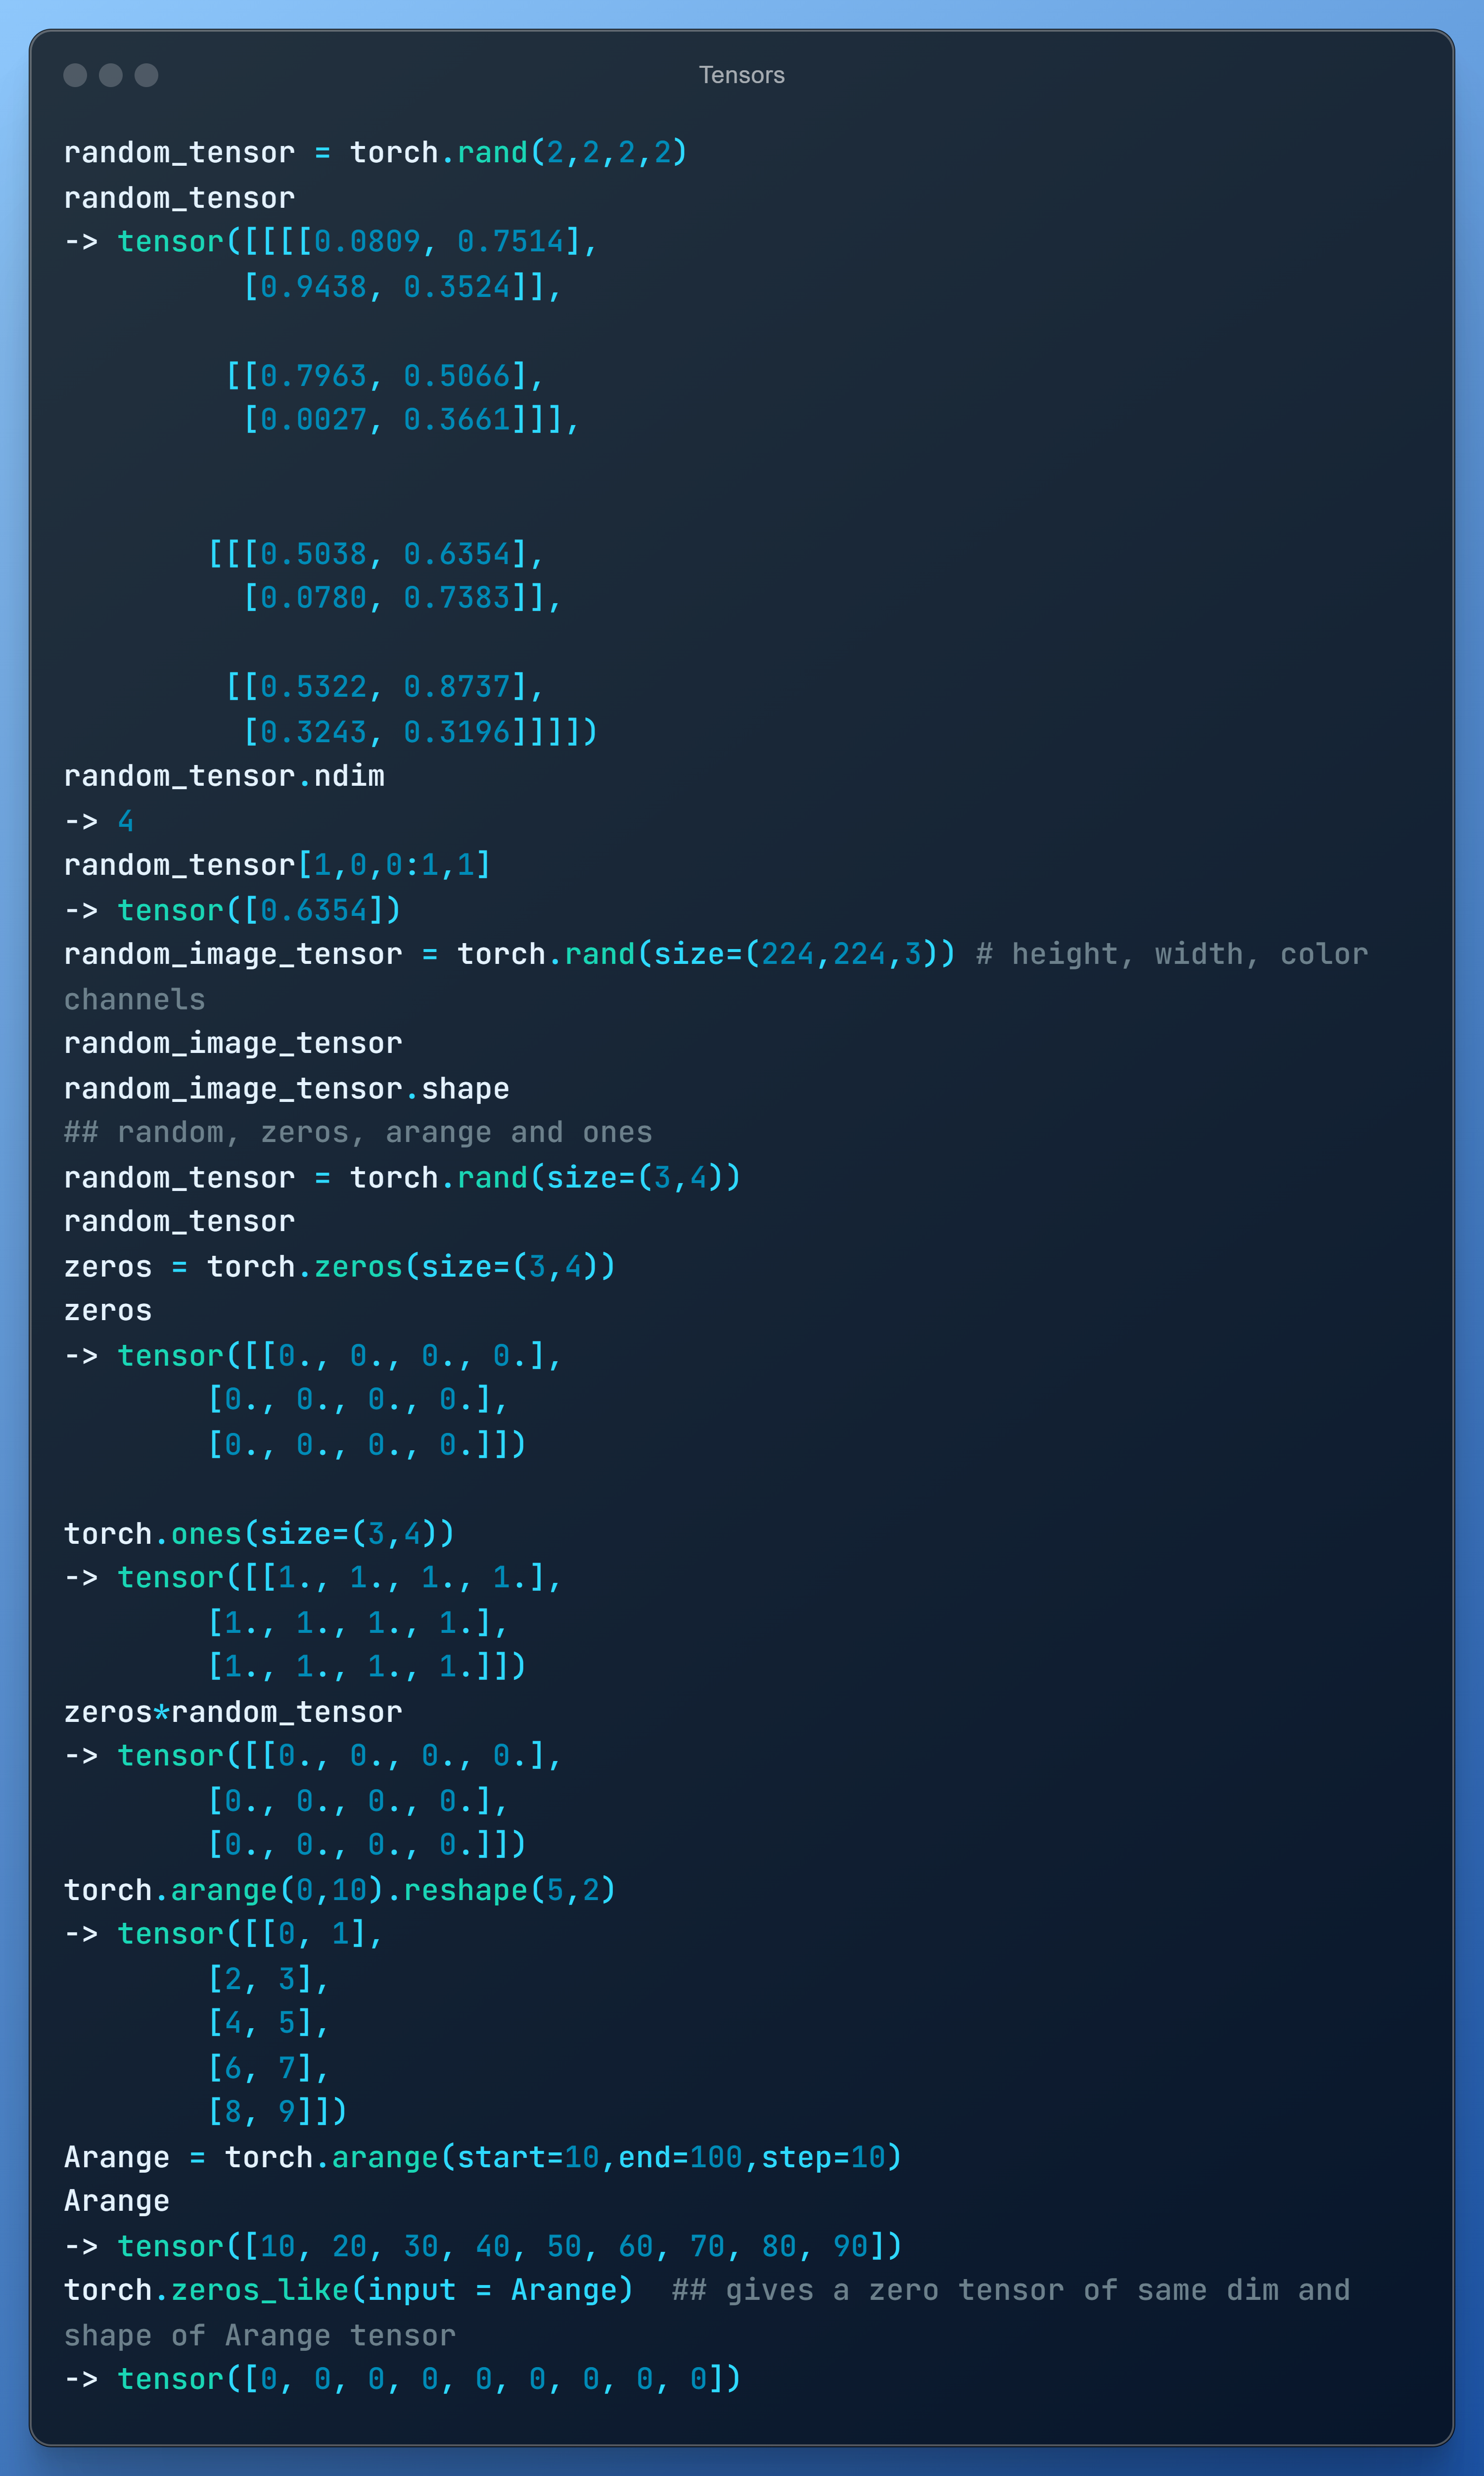 Tensors
random_tensor = torch.rand(2,2,2,2)
random_tensor
-> tensor([[[[0.0809, 0.7514],
          [0.9438, 0.3524]],

         [[0.7963, 0.5066],
          [0.0027, 0.3661]]],


        [[[0.5038, 0.6354],
          [0.0780, 0.7383]],

         [[0.5322, 0.8737],
          [0.3243, 0.3196]]]])
random_tensor.ndim
-> 4
random_tensor[1,0,0:1,1]
-> tensor([0.6354])
random_image_tensor = torch.rand(size=(224,224,3)) # height, width, color
channels
random_image_tensor
random_image_tensor.shape
## random, zeros, arange and ones
random_tensor = torch.rand(size=(3,4))
random_tensor
zeros = torch.zeros(size=(3,4))
zeros
-> tensor([[0., 0., 0., 0.],
        [0., 0., 0., 0.],
        [0., 0., 0., 0.]])

torch.ones(size=(3,4))
-> tensor([[1., 1., 1., 1.],
        [1., 1., 1., 1.],
        [1., 1., 1., 1.]])
zeros*random_tensor
-> tensor([[0., 0., 0., 0.],
        [0., 0., 0., 0.],
        [0., 0., 0., 0.]])
torch.arange(0,10).reshape(5,2)
-> tensor([[0, 1],
        [2, 3],
        [4, 5],
        [6, 7],
        [8, 9]])
Arange = torch.arange(start=10,end=100,step=10)
Arange
-> tensor([10, 20, 30, 40, 50, 60, 70, 80, 90])
torch.zeros_like(input = Arange)  ## gives a zero tensor of same dim and
shape of Arange tensor
-> tensor([0, 0, 0, 0, 0, 0, 0, 0, 0])